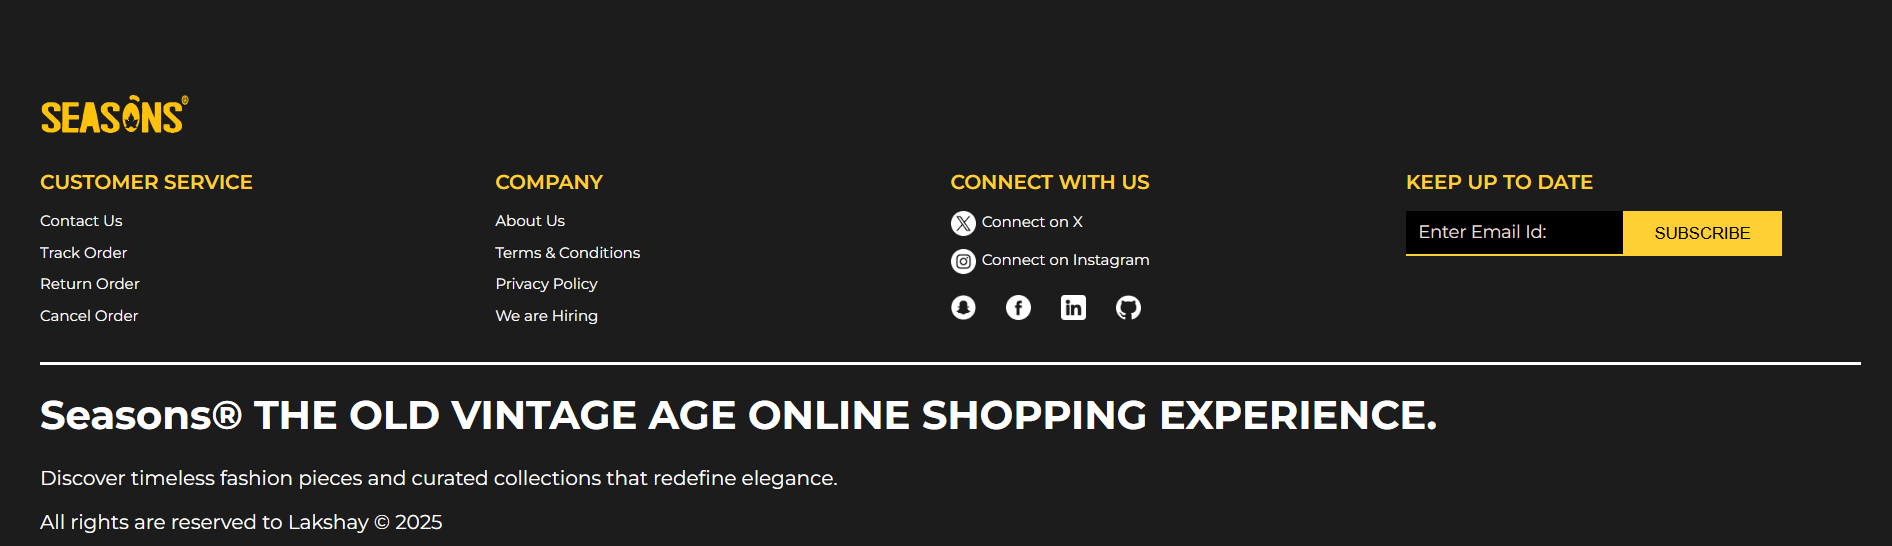 SEASONS®
CUSTOMER SERVICE
Contact Us
Track Order
Return Order
Cancel Order
COMPANY
About Us
Terms & Conditions
Privacy Policy
We are Hiring
CONNECT WITH US
Connect on X
Connect on Instagram
KEEP UP TO DATE
Enter Email Id:
SUBSCRIBE
Seasons® THE OLD VINTAGE AGE ONLINE SHOPPING EXPERIENCE.
Discover timeless fashion pieces and curated collections that redefine elegance.
All rights are reserved to Lakshay © 2025